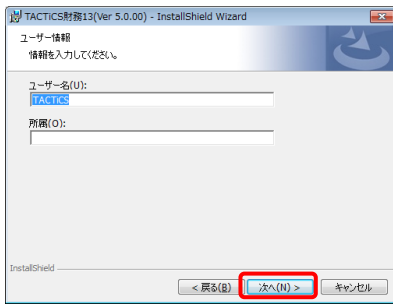 TACTiCS財務13(Ver 5.0.00) - InstallShield Wizard
ユーザー情報
情報を入力してください。
ユーザー名(U):
TACTiCS
所属(O):
InstallShield
< 戻る(B)
次へ(N) >
キャンセル